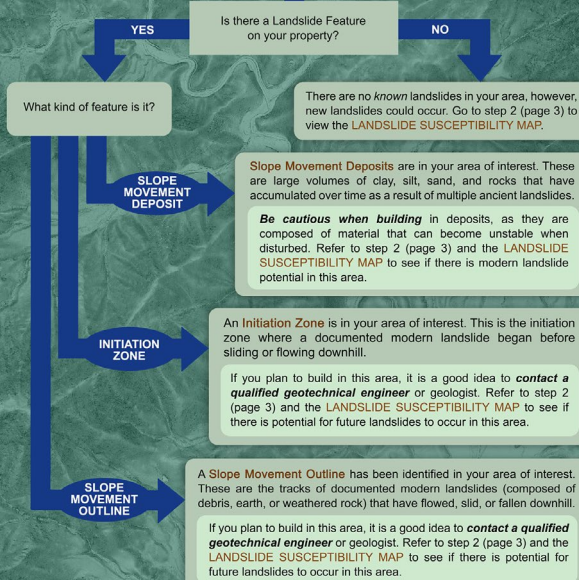 Is there a Landslide Feature
on your property?
YES
NO
What kind of feature is it?
There are no known landslides in your area, however,
new landslides could occur. Go to step 2 (page 3) to
view the LANDSLIDE SUSCEPTIBILITY MAP.
SLOPE
MOVEMENT
DEPOSIT
Slope Movement Deposits are in your area of interest. These
are large volumes of clay, silt, sand, and rocks that have
accumulated over time as a result of multiple ancient landslides.
Be cautious when building in deposits, as they are
composed of material that can become unstable when
disturbed. Refer to step 2 (page 3) and the LANDSLIDE
SUSCEPTIBILITY MAP to see if there is modern landslide
potential in this area.
INITIATION
ZONE
An Initiation Zone is in your area of interest. This is the initiation
zone where a documented modern landslide began before
sliding or flowing downhill.
If you plan to build in this area, it is a good idea to contact a
qualified geotechnical engineer or geologist. Refer to step 2
(page 3) and the LANDSLIDE SUSCEPTIBILITY MAP to see if
there is potential for future landslides to occur in this area.
SLOPE
MOVEMENT
OUTLINE
A Slope Movement Outline has been identified in your area of interest.
These are the tracks of documented modern landslides (composed of
debris, earth, or weathered rock) that have flowed, slid, or fallen downhill.
If you plan to build in this area, it is a good idea to contact a qualified
geotechnical engineer or geologist. Refer to step 2 (page 3) and the
LANDSLIDE SUSCEPTIBILITY MAP to see if there is potential for
future landslides to occur in this area.